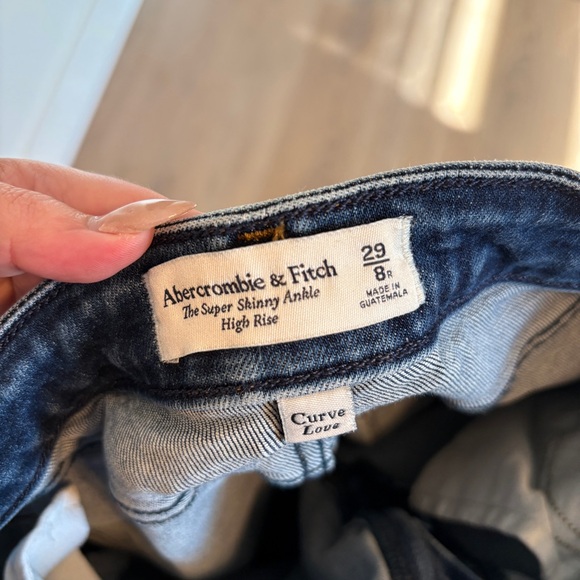 Abercrombie & Fitch
The Super Skinny Ankle
High Rise
29
8R
MADE IN
GUATEMALA
Curve
Love